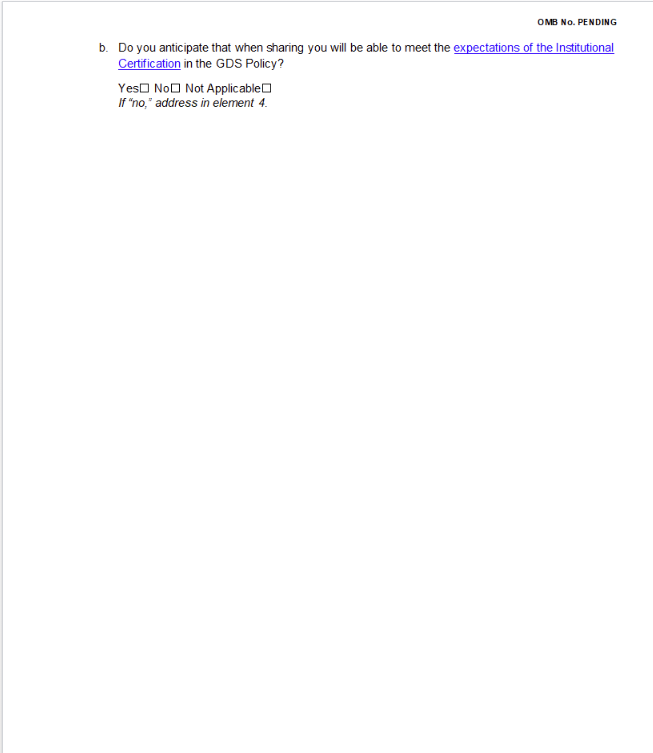 OMB No. PENDING
b. Do you anticipate that when sharing you will be able to meet the expectations of the Institutional
Certification in the GDS Policy?
Yes☐ No☐ Not Applicable☐
If "no," address in element 4.